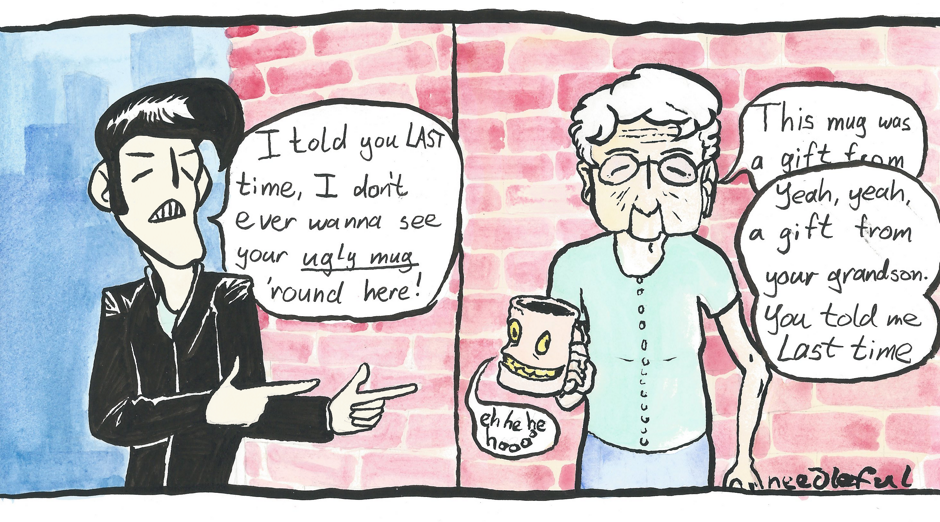 I told you LAST
time, I don't
ever wanna see
your ugly mug
'round here!
This mug was
a gift from
Yeah, yeah,
a gift from
your grandson.
You told me
Last time
eh he he
hooo
needleful